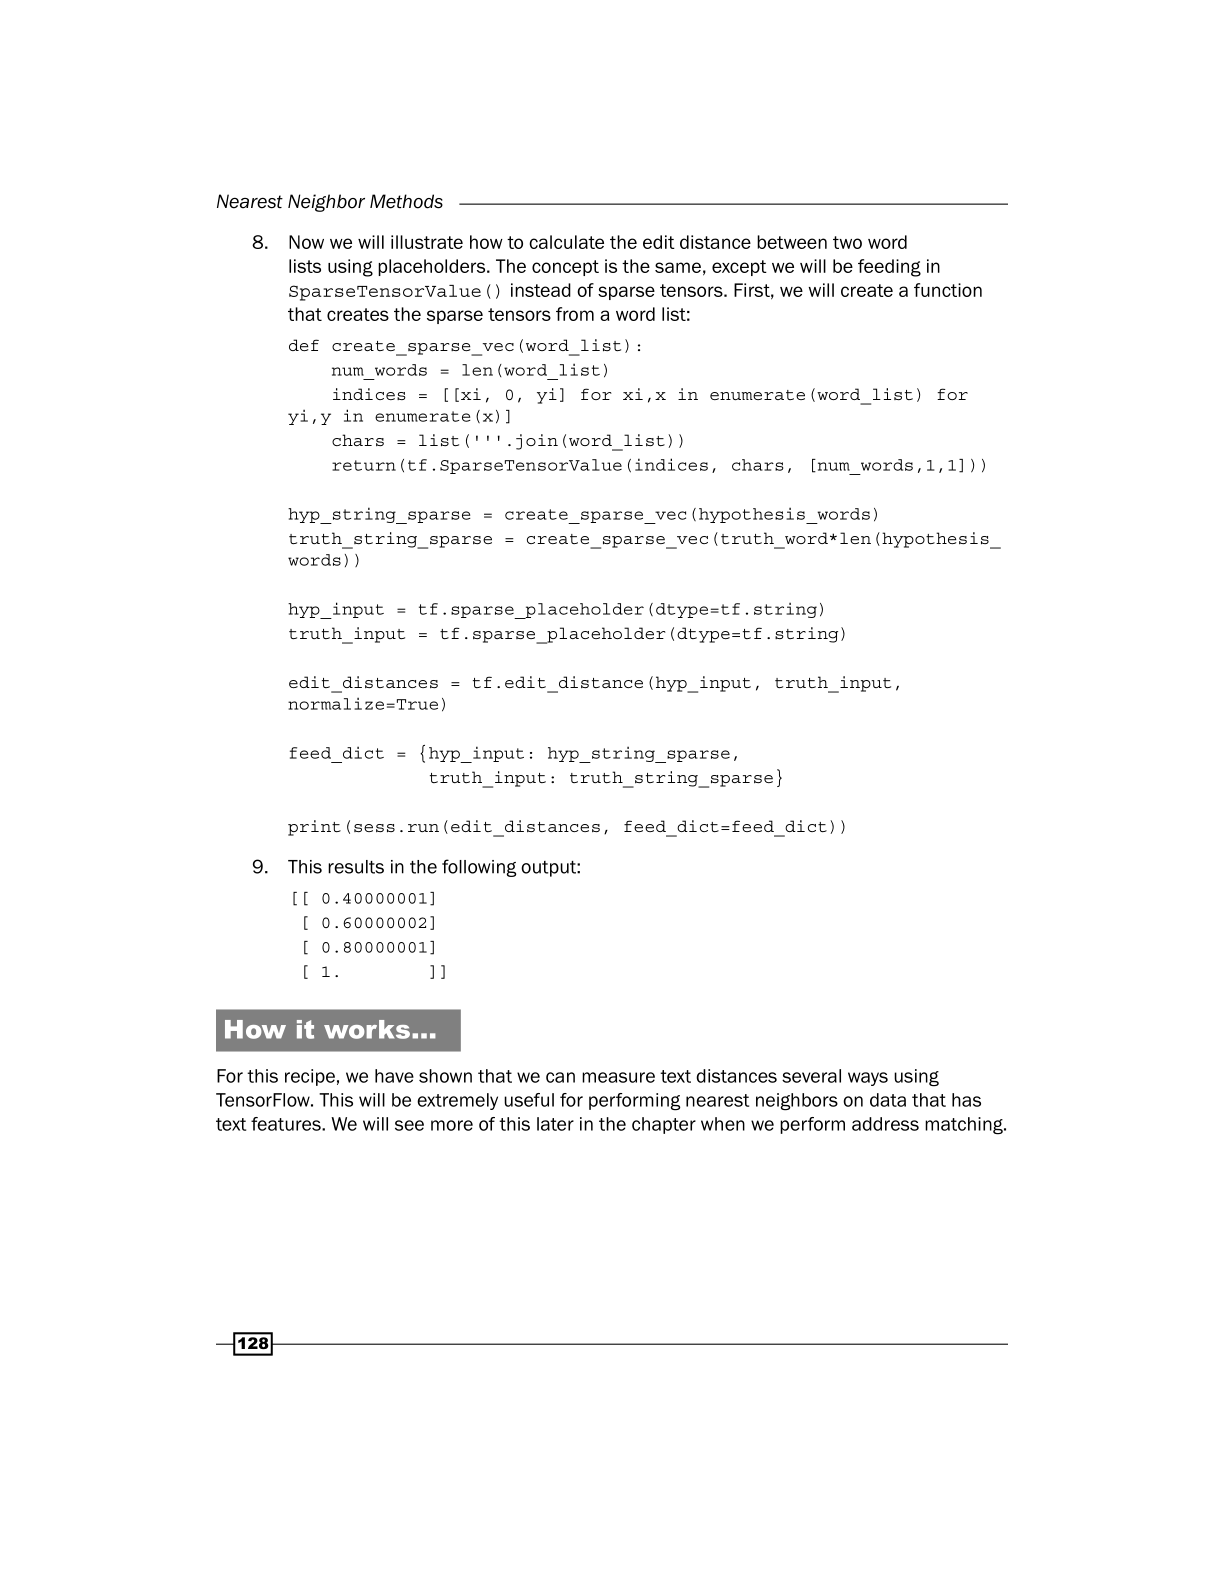 Nearest Neighbor Methods
8. Now we will illustrate how to calculate the edit distance between two word
lists using placeholders. The concept is the same, except we will be feeding in
SparseTensorValue() instead of sparse tensors. First, we will create a function
that creates the sparse tensors from a word list:
def create_sparse_vec(word_list):
    num_words = len(word_list)
    indices = [[xi, 0, yi] for xi,x in enumerate(word_list) for
yi,y in enumerate(x)]
    chars = list('''.join(word_list))
    return(tf.SparseTensorValue(indices, chars, [num_words,1,1]))
hyp_string_sparse = create_sparse_vec(hypothesis_words)
truth_string_sparse = create_sparse_vec(truth_word*len(hypothesis_
words))
hyp_input = tf.sparse_placeholder(dtype=tf.string)
truth_input = tf.sparse_placeholder(dtype=tf.string)
edit_distances = tf.edit_distance(hyp_input, truth_input,
normalize=True)
feed_dict = {hyp_input: hyp_string_sparse,
             truth_input: truth_string_sparse}
print(sess.run(edit_distances, feed_dict=feed_dict))
9. This results in the following output:
[[ 0.40000001]
 [ 0.60000002]
 [ 0.80000001]
 [ 1.        ]]
How it works…
For this recipe, we have shown that we can measure text distances several ways using
TensorFlow. This will be extremely useful for performing nearest neighbors on data that has
text features. We will see more of this later in the chapter when we perform address matching.
128